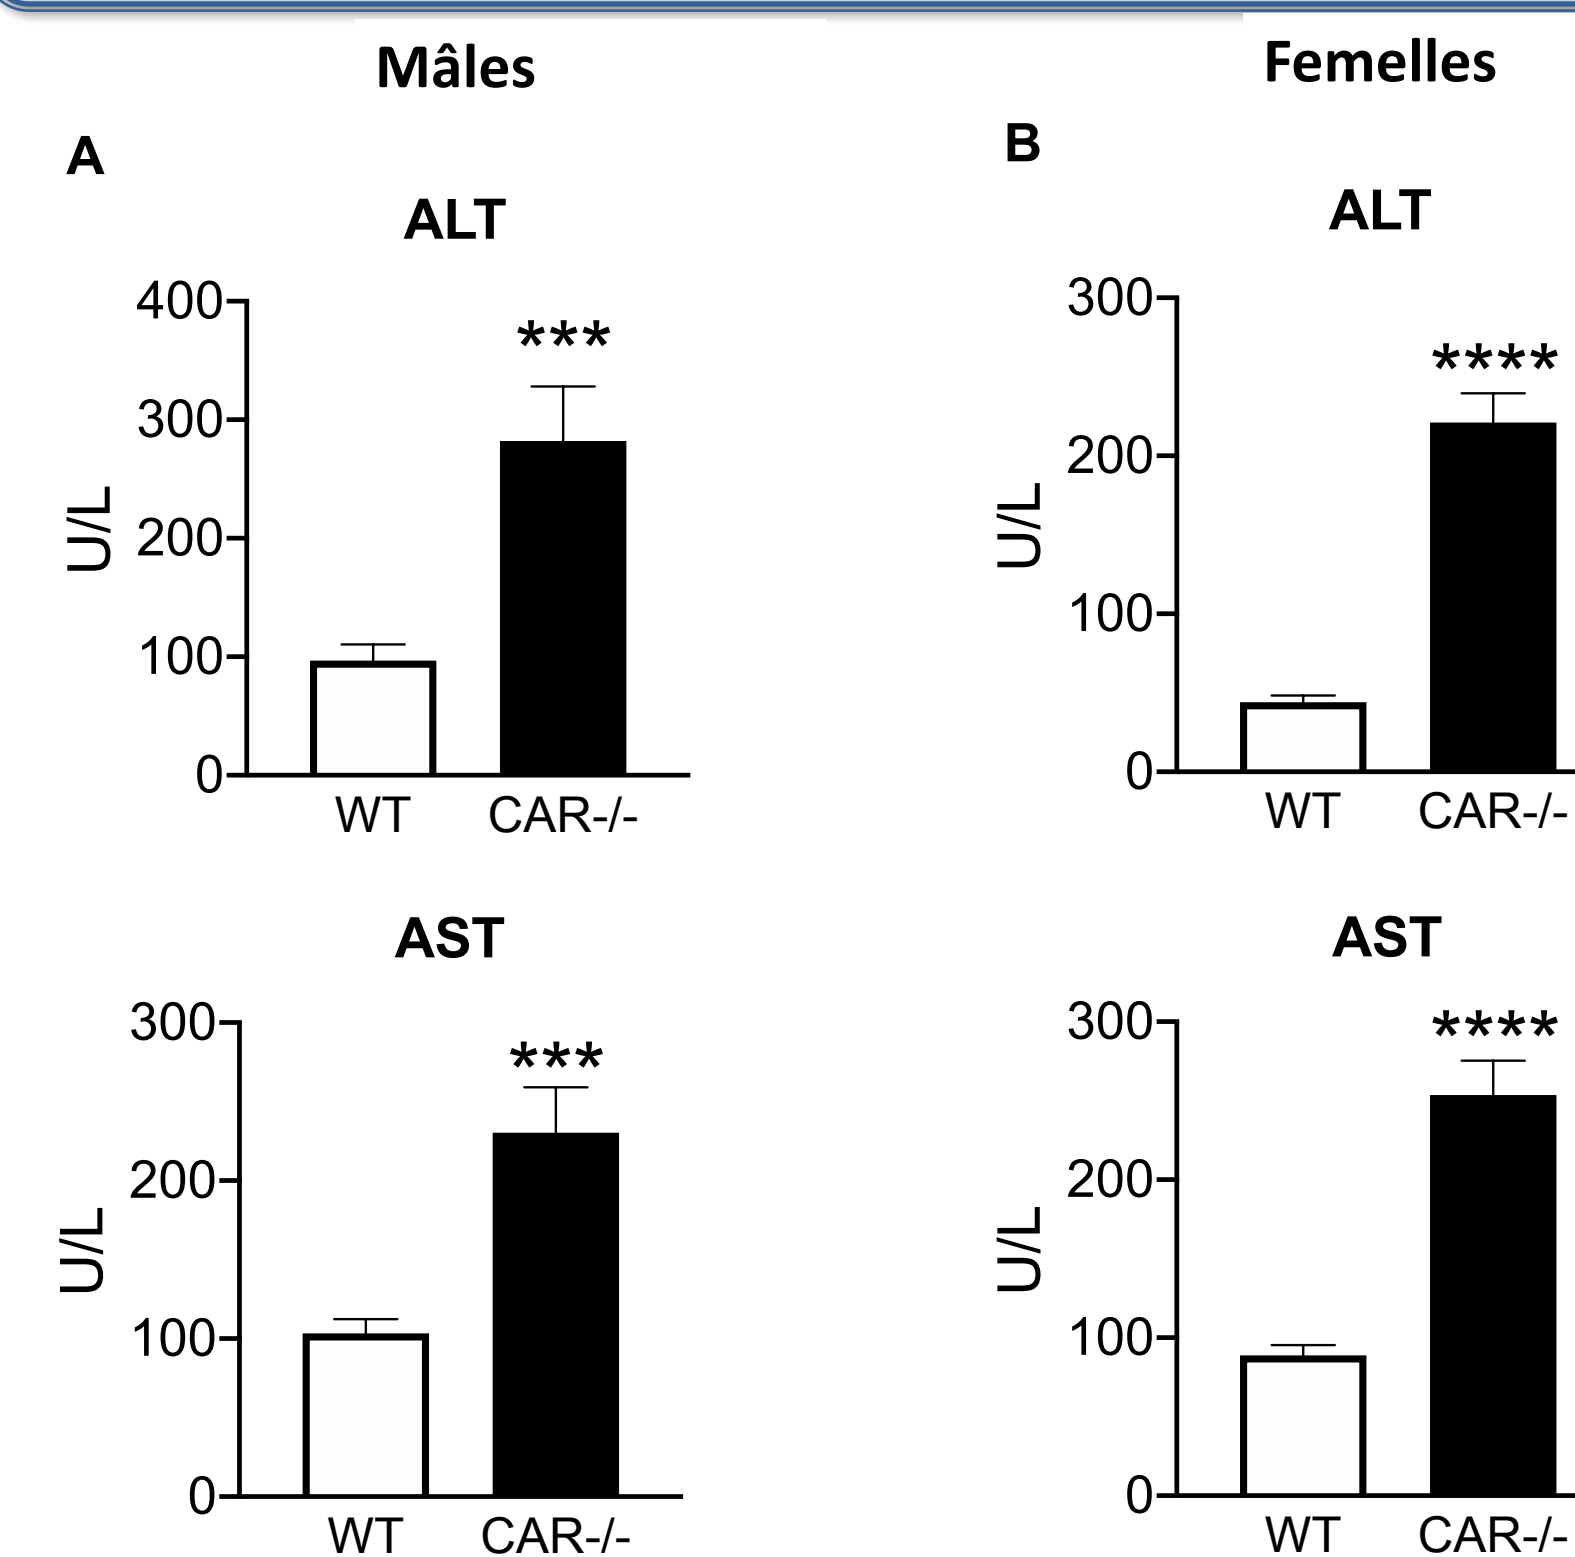 Mâles
Femelles
A
B
ALT
400
300
200
100
0
U/L
***
WT
CAR-/-
ALT
300
200
100
0
U/L
****
WT
CAR-/-
AST
300
200
100
0
U/L
***
WT
CAR-/-
AST
300
200
100
0
U/L
****
WT
CAR-/-